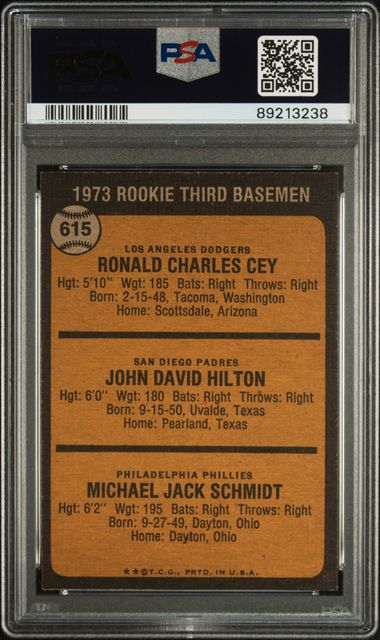 PSA
PSA
89213238
1973 ROOKIE THIRD BASEMEN
615
LOS ANGELES DODGERS
RONALD CHARLES CEY
Hgt: 5'10" Wgt: 185 Bats: Right Throws: Right
Born: 2-15-48, Tacoma, Washington
Home: Scottsdale, Arizona
SAN DIEGO PADRES
JOHN DAVID HILTON
Hgt: 6'0" Wgt: 180 Bats: Right Throws: Right
Born: 9-15-50, Uvalde, Texas
Home: Pearland, Texas
PHILADELPHIA PHILLIES
MICHAEL JACK SCHMIDT
Hgt: 6'2" Wgt: 195 Bats: Right Throws: Right
Born: 9-27-49, Dayton, Ohio
Home: Dayton, Ohio
★★©T.C.G., PRTD. IN U.S.A.